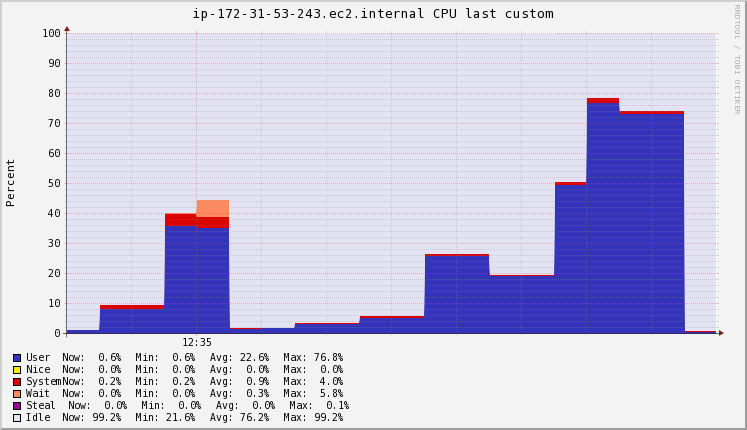 ip-172-31-53-243.ec2.internal CPU last custom
RRDTOOL / TOBI OETIKER
Percent
100
90
80
70
60
50
40
30
20
10
0
12:35
User Now: 0.6% Min: 0.6% Avg: 22.6% Max: 76.8%
Nice Now: 0.0% Min: 0.0% Avg: 0.0% Max: 0.0%
System Now: 0.2% Min: 0.2% Avg: 0.9% Max: 4.0%
Wait Now: 0.0% Min: 0.0% Avg: 0.3% Max: 5.8%
Steal Now: 0.0% Min: 0.0% Avg: 0.0% Max: 0.1%
Idle Now: 99.2% Min: 21.6% Avg: 76.2% Max: 99.2%